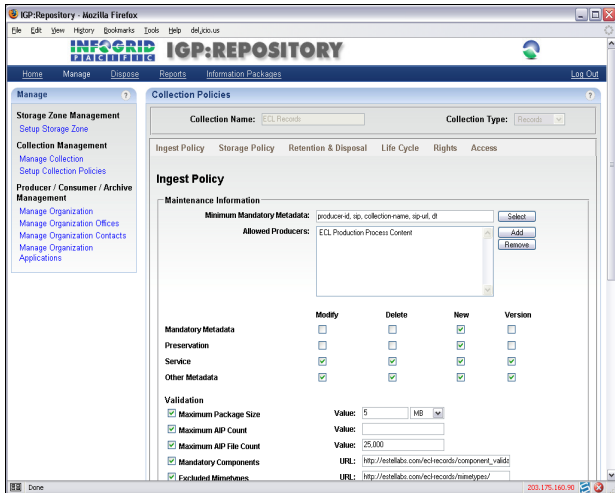 IGP:Repository - Mozilla Firefox
File Edit View History Bookmarks Tools Help del.icio.us
INFOGRID PACIFIC IGP:REPOSITORY
Home Manage Dispose Reports Information Packages Log Out
Manage ?
Storage Zone Management
Setup Storage Zone
Collection Management
Manage Collection
Setup Collection Policies
Producer / Consumer / Archive Management
Manage Organization
Manage Organization Offices
Manage Organization Contacts
Manage Organization Applications
Collection Policies ?
Collection Name: ECL Records Collection Type: Records
Ingest Policy Storage Policy Retention & Disposal Life Cycle Rights Access
Ingest Policy
Maintenance Information
Minimum Mandatory Metadata: producer-id, sip, collection-name, sip-url, dt Select
Allowed Producers: ECL Production Process Content Add
Remove
Modify Delete New Version
Mandatory Metadata
Preservation
Service
Other Metadata
Validation
Maximum Package Size Value: 5 MB
Maximum AIP Count Value:
Maximum AIP File Count Value: 25,000
Mandatory Components URL: http://estellabs.com/ecl-records/component_valida
Excluded Mimetypes URL: http://estellabs.com/ecl-records/mimetypes/
Done 203.175.160.90